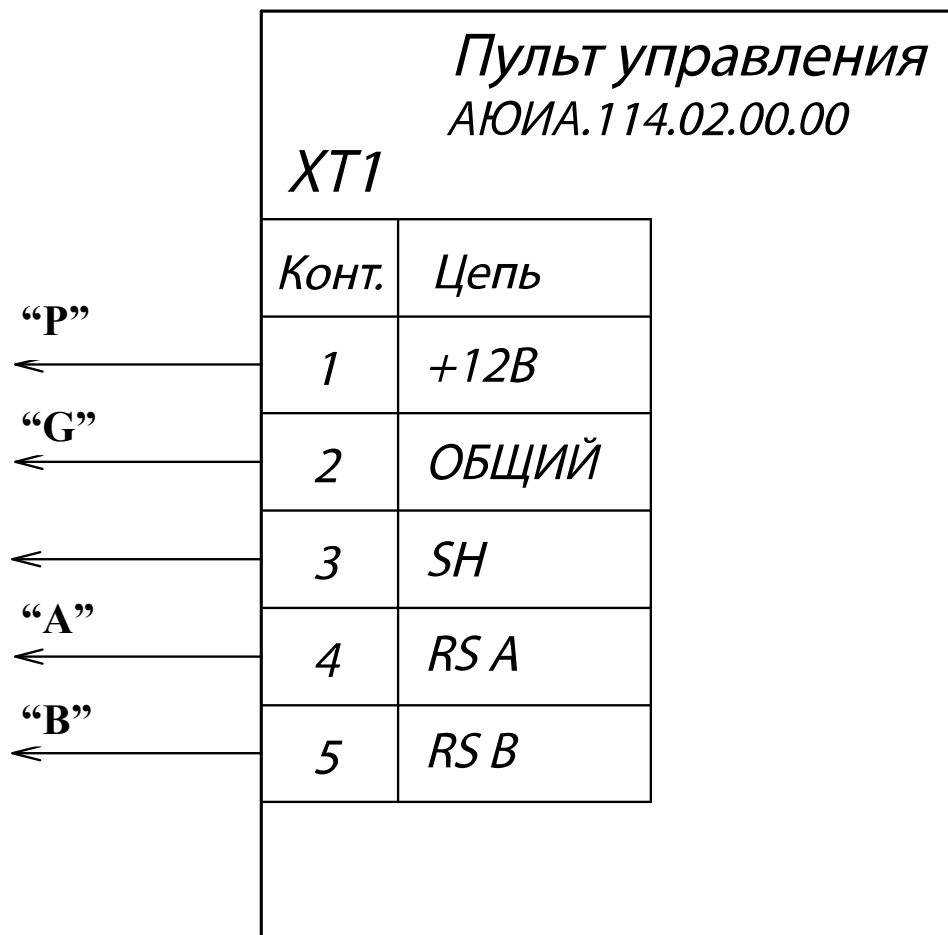 Пульт управления
АЮИА.114.02.00.00
XT1
Конт. Цепь
“P”
1 +12В
“G”
2 ОБЩИЙ
3 SH
“A”
4 RS A
“B”
5 RS B